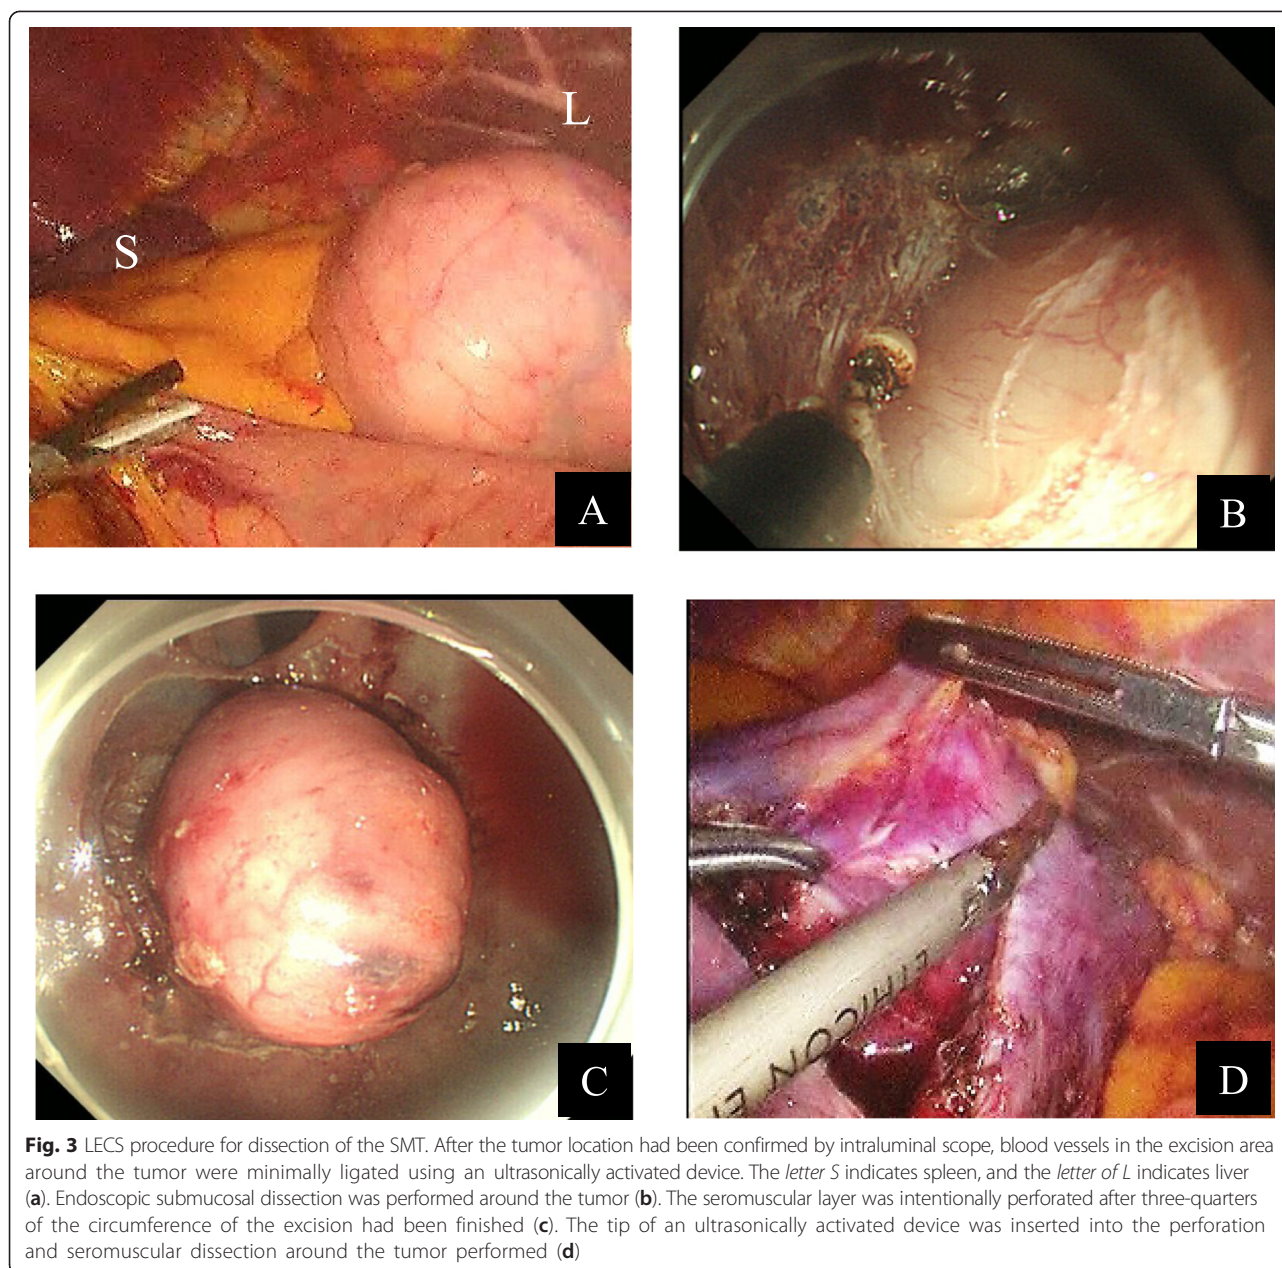 L
S
A
B
C
ETHICON E
D
Fig. 3 LECS procedure for dissection of the SMT. After the tumor location had been confirmed by intraluminal scope, blood vessels in the excision area
around the tumor were minimally ligated using an ultrasonically activated device. The letter S indicates spleen, and the letter of L indicates liver
(a). Endoscopic submucosal dissection was performed around the tumor (b). The seromuscular layer was intentionally perforated after three-quarters
of the circumference of the excision had been finished (c). The tip of an ultrasonically activated device was inserted into the perforation
and seromuscular dissection around the tumor performed (d)